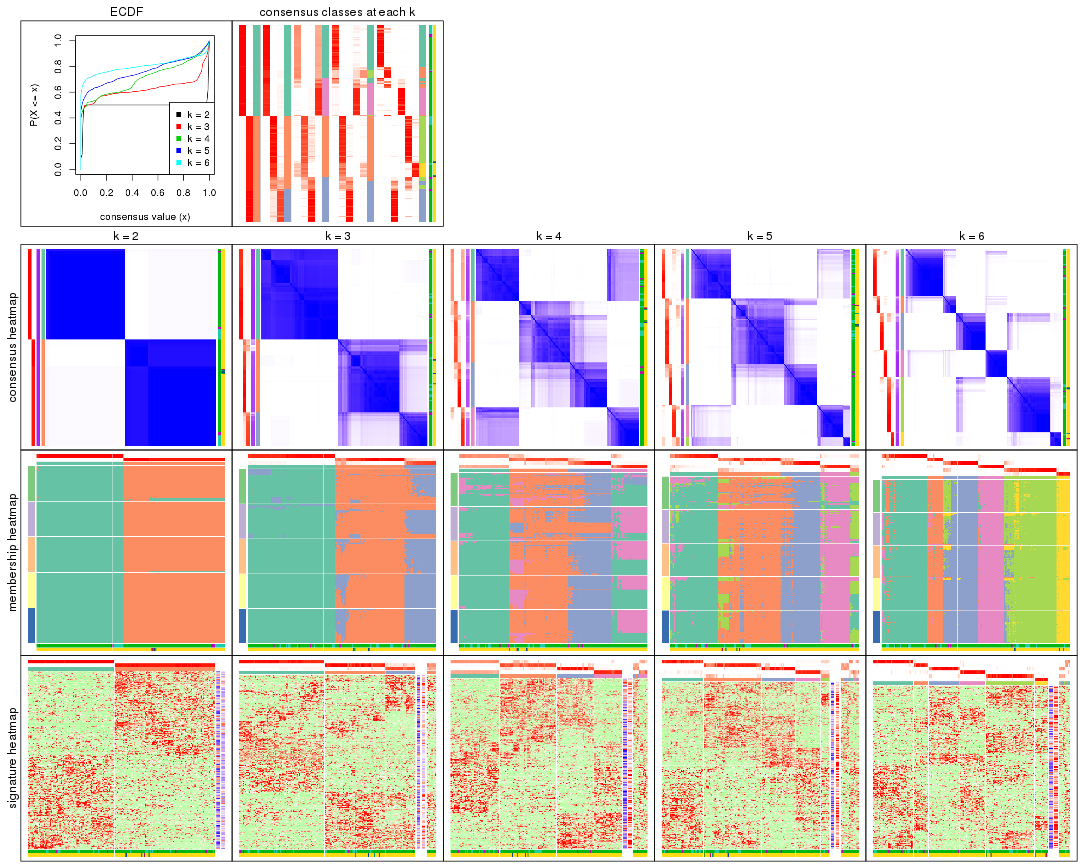 ECDF
consensus classes at each k
P(X <= x)
0.0 0.2 0.4 0.6 0.8 1.0
k = 2
k = 3
k = 4
k = 5
k = 6
0.0 0.2 0.4 0.6 0.8 1.0
consensus value (x)
k = 2
k = 3
k = 4
k = 5
k = 6
consensus heatmap
membership heatmap
signature heatmap